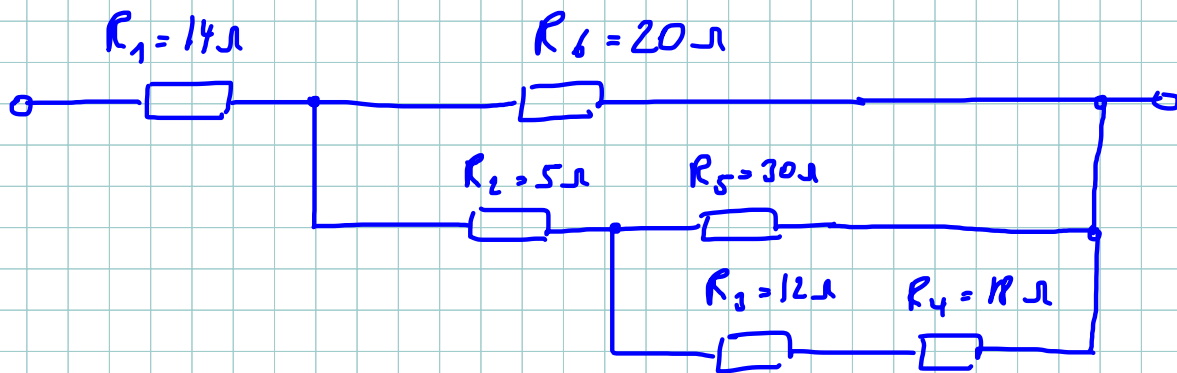 R₁ = 14 Ω
R₆ = 20 Ω
R₂ = 5 Ω
R₅ = 30 Ω
R₃ = 12 Ω
R₄ = 18 Ω